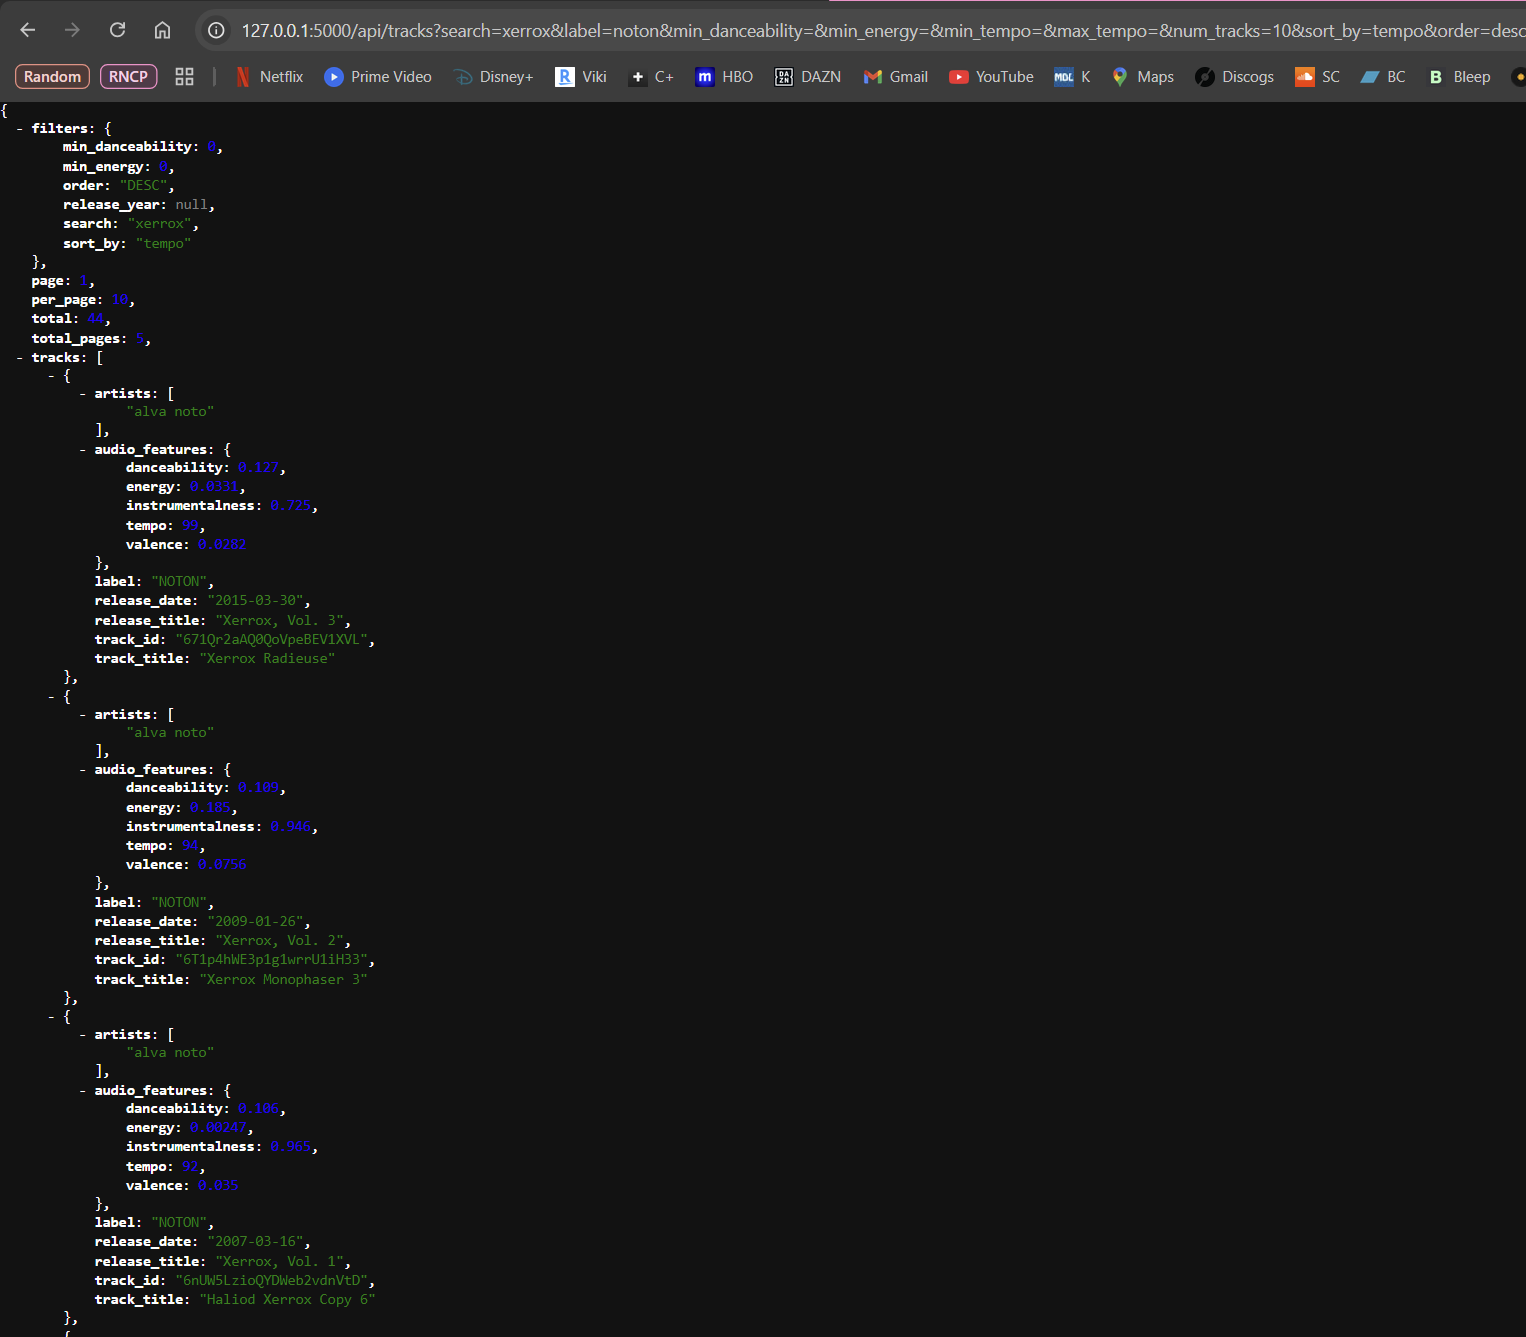 127.0.0.1:5000/api/tracks?search=xerrox&label=noton&min_danceability=&min_energy=&min_tempo=&max_tempo=&num_tracks=10&sort_by=tempo&order=desc
Random RNCP Netflix Prime Video Disney+ R Viki + C+ m HBO DAZN DAZN Gmail YouTube MDL K Maps Discogs SC BC B Bleep
{
- filters: {
min_danceability: 0,
min_energy: 0,
order: "DESC",
release_year: null,
search: "xerrox",
sort_by: "tempo"
},
page: 1,
per_page: 10,
total: 44,
total_pages: 5,
- tracks: [
- {
- artists: [
"alva noto"
],
- audio_features: {
danceability: 0.127,
energy: 0.0331,
instrumentalness: 0.725,
tempo: 99,
valence: 0.0282
},
label: "NOTON",
release_date: "2015-03-30",
release_title: "Xerrox, Vol. 3",
track_id: "671Qr2aAQ0QoVpeBEV1XVL",
track_title: "Xerrox Radieuse"
},
- {
- artists: [
"alva noto"
],
- audio_features: {
danceability: 0.109,
energy: 0.185,
instrumentalness: 0.946,
tempo: 94,
valence: 0.0756
},
label: "NOTON",
release_date: "2009-01-26",
release_title: "Xerrox, Vol. 2",
track_id: "6T1p4hWE3p1g1wrrU1iH33",
track_title: "Xerrox Monophaser 3"
},
- {
- artists: [
"alva noto"
],
- audio_features: {
danceability: 0.106,
energy: 0.00247,
instrumentalness: 0.965,
tempo: 92,
valence: 0.035
},
label: "NOTON",
release_date: "2007-03-16",
release_title: "Xerrox, Vol. 1",
track_id: "6nUW5LzioQYDWeb2vdnVtD",
track_title: "Haliod Xerrox Copy 6"
},
{